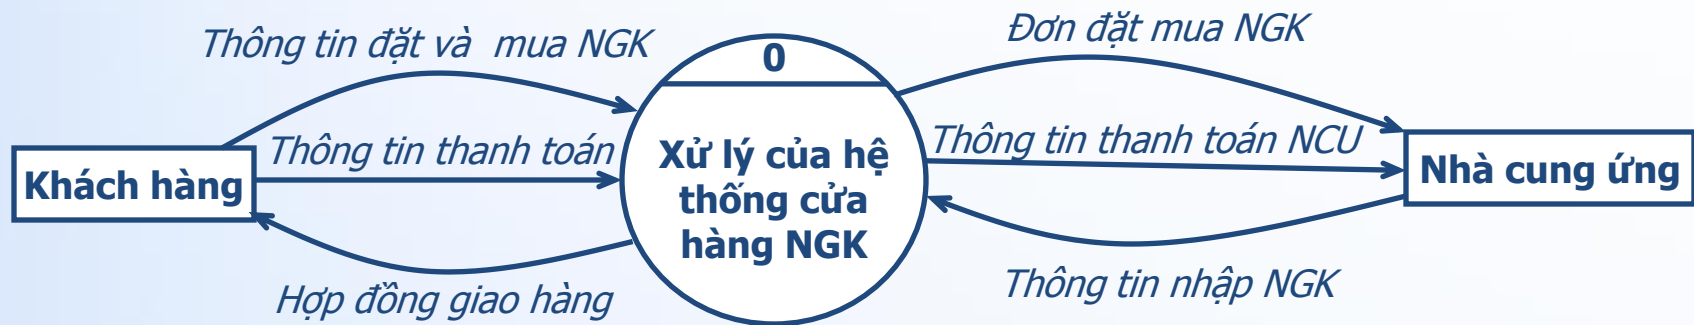 Thông tin đặt và mua NGK
Đơn đặt mua NGK
0
Thông tin thanh toán
Thông tin thanh toán NCU
Khách hàng
Xử lý của hệ
thống cửa
hàng NGK
Nhà cung ứng
Hợp đồng giao hàng
Thông tin nhập NGK